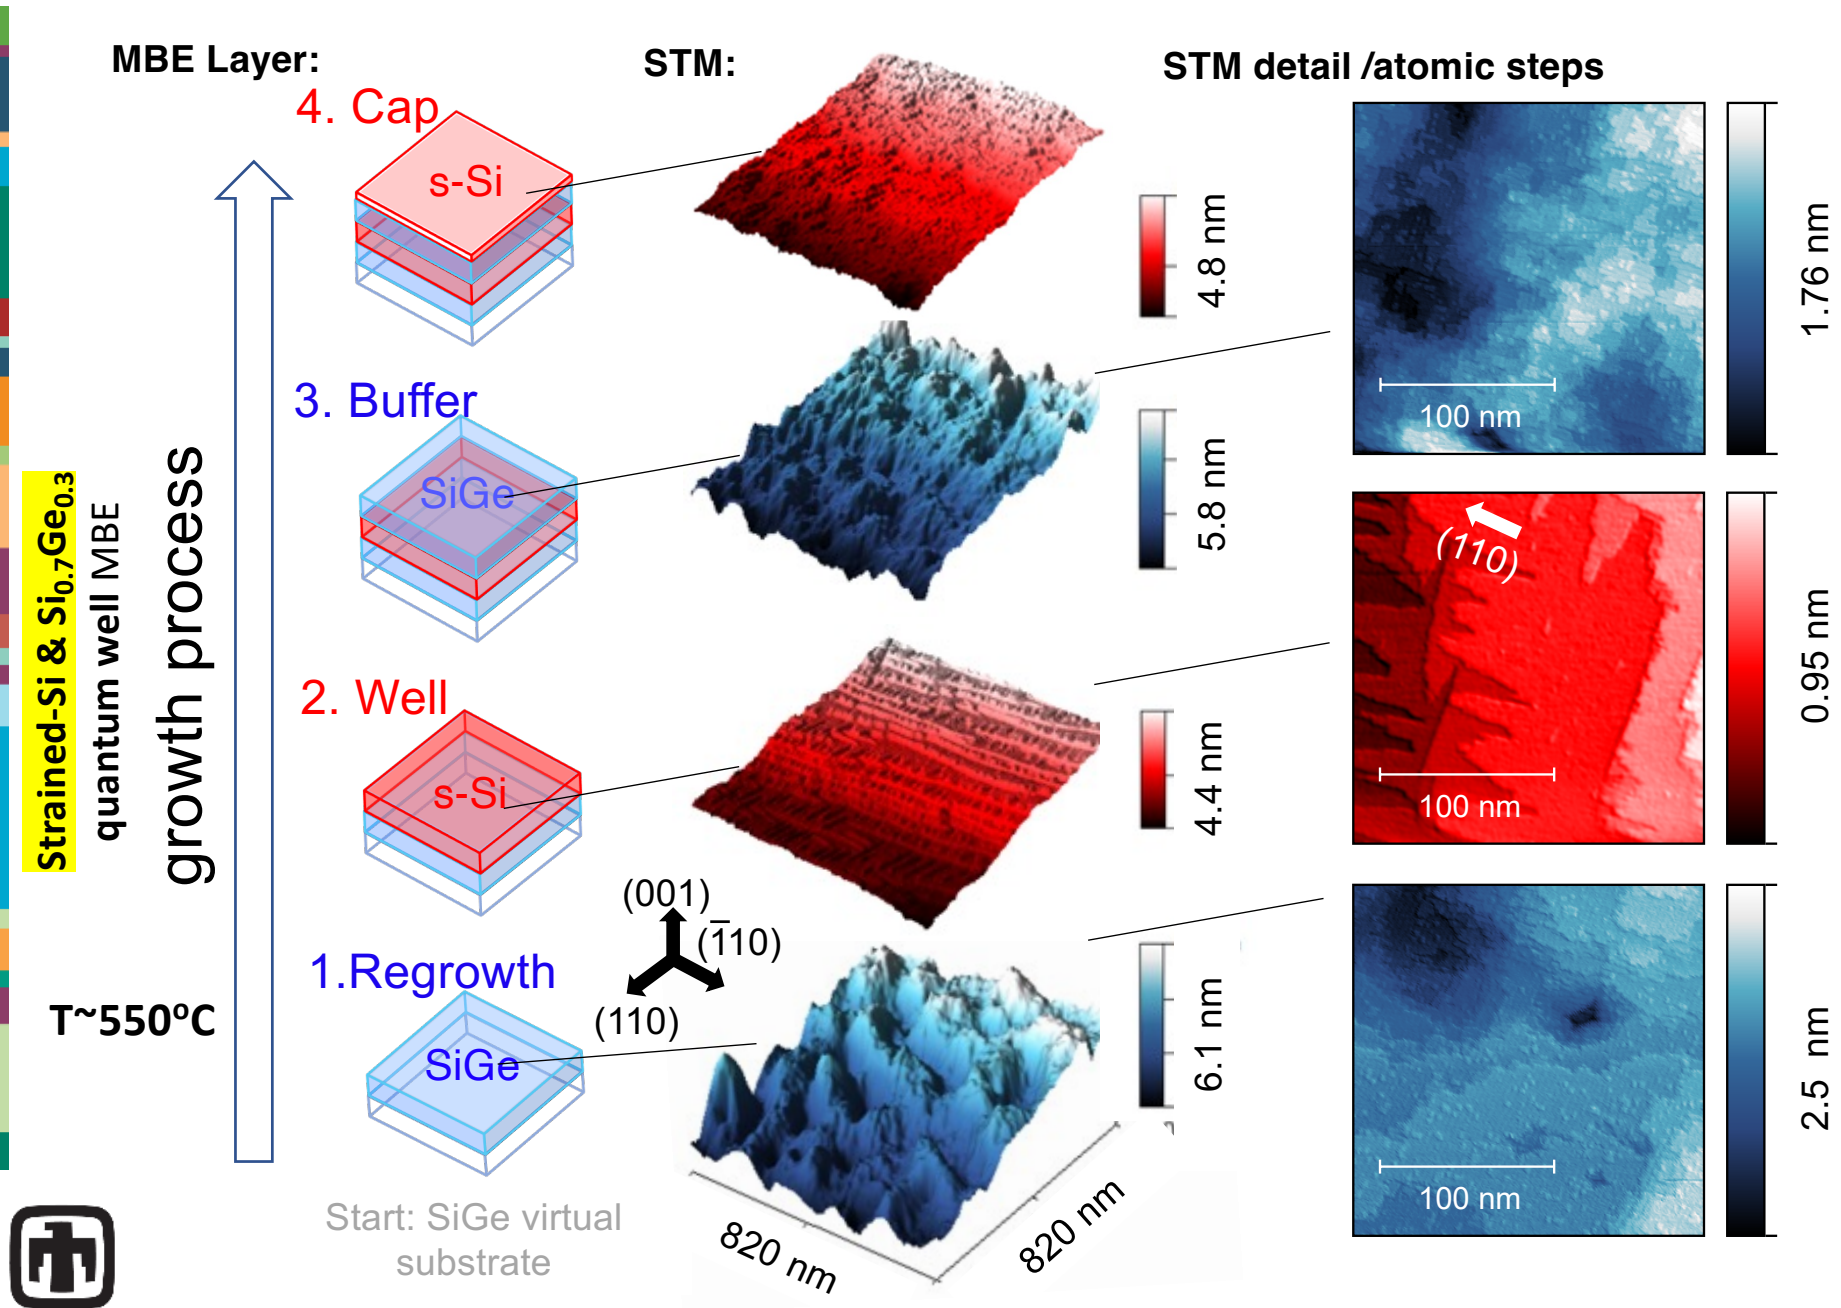 MBE Layer:
STM:
STM detail /atomic steps
4. Cap
s-Si
4.8 nm
1.76 nm
100 nm
3. Buffer
SiGe
5.8 nm
(110)
0.95 nm
100 nm
2. Well
s-Si
4.4 nm
Strained-Si & Si0.7Ge0.3
quantum well MBE
growth process
(001)
(1̅10)
(110)
1.Regrowth
SiGe
6.1 nm
2.5 nm
100 nm
T~550ºC
Start: SiGe virtual
substrate
820 nm
820 nm